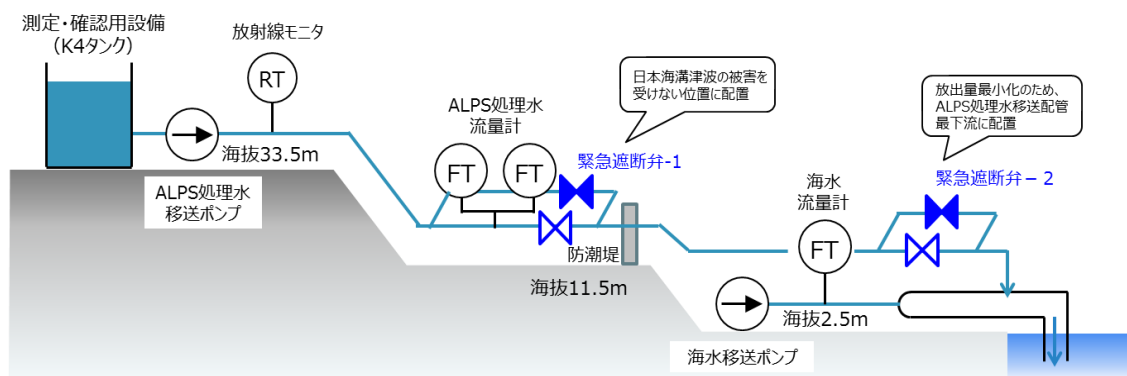 測定・確認用設備
(K4タンク)
放射線モニタ
RT
海抜33.5m
ALPS処理水
移送ポンプ
ALPS処理水
流量計
FT
FT
日本海溝津波の被害を
受けない位置に配置
緊急遮断弁-1
防潮堤
海抜11.5m
放出量最小化のため、
ALPS処理水移送配管
最下流に配置
緊急遮断弁－2
海水
流量計
FT
海抜2.5m
海水移送ポンプ